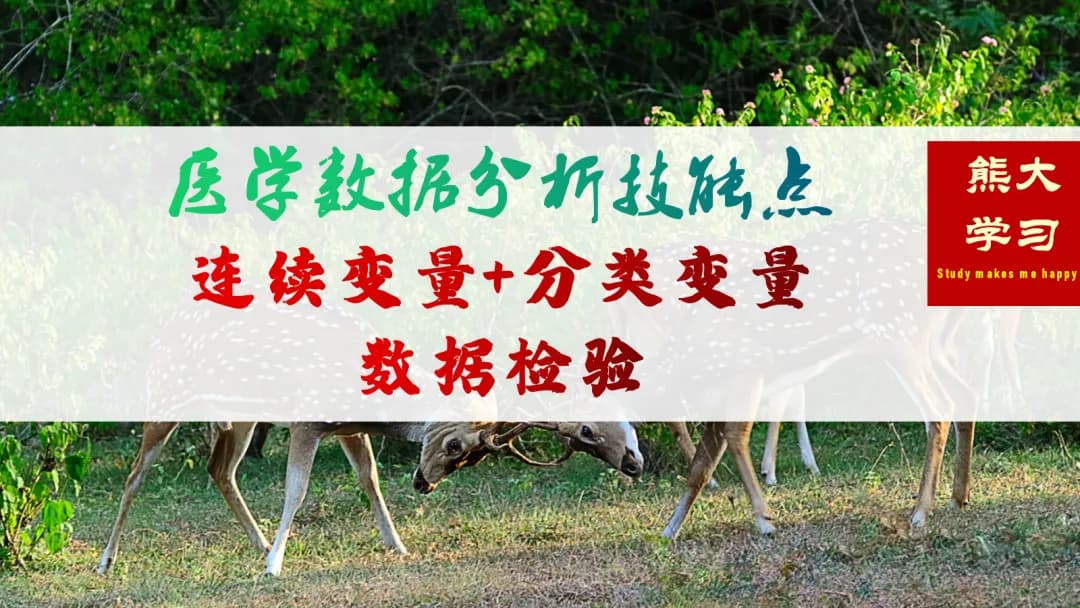 医学数据分析技能点
连续变量+分类变量
数据检验
熊大
学习
Study makes me happy